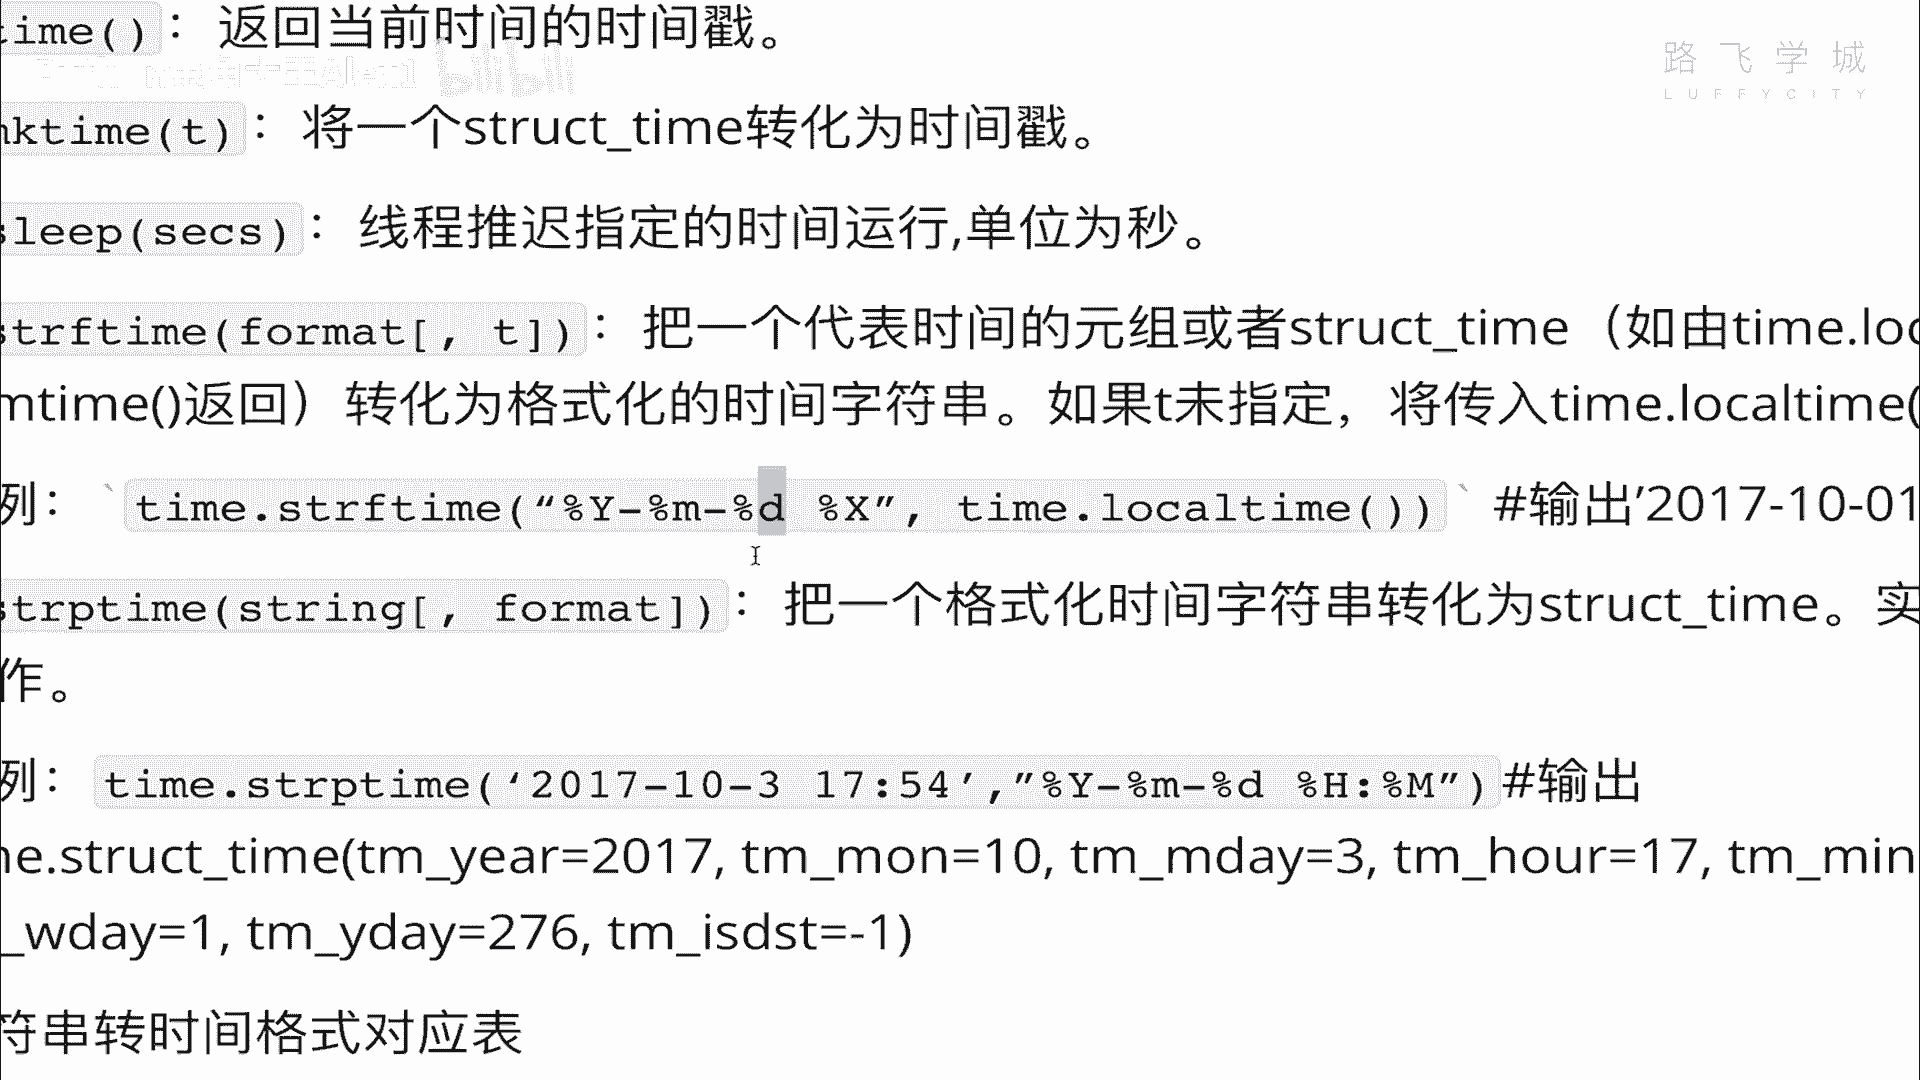 time()： 返回当前时间的时间戳。
Alex1 bilibili
路飞学城
LUFFYCITY
mktime(t)： 将一个struct_time转化为时间戳。
sleep(secs)： 线程推迟指定的时间运行,单位为秒。
strftime(format[, t])： 把一个代表时间的元组或者struct_time（如由time.loc
mtime()返回）转化为格式化的时间字符串。如果t未指定，将传入time.localtime(
列： ` time.strftime(“%Y-%m-%d %X”, time.localtime()) ` #输出’2017-10-01
strptime(string[, format])： 把一个格式化时间字符串转化为struct_time。实
作。
列： time.strptime(‘2017-10-3 17:54’,”%Y-%m-%d %H:%M”)#输出
me.struct_time(tm_year=2017, tm_mon=10, tm_mday=3, tm_hour=17, tm_min
_wday=1, tm_yday=276, tm_isdst=-1)
符串转时间格式对应表